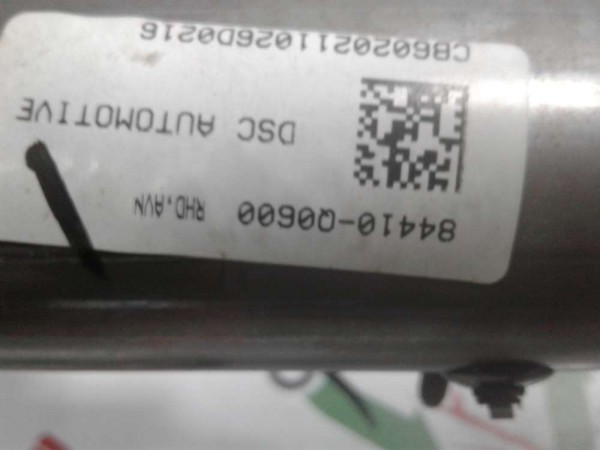 84410-Q0600 RHD.AVN
DSC AUTOMOTIVE
CB6020211026D0216